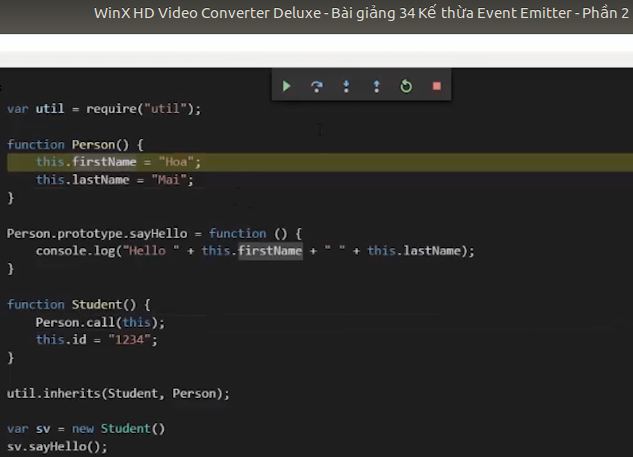 WinX HD Video Converter Deluxe - Bài giảng 34 Kế thừa Event Emitter - Phần 2
var util = require("util");
function Person() {
this.firstName = "Hoa";
this.lastName = "Mai";
}
Person.prototype.sayHello = function () {
console.log("Hello " + this.firstName + " " + this.lastName);
}
function Student() {
Person.call(this);
this.id = "1234";
}
util.inherits(Student, Person);
var sv = new Student()
sv.sayHello();